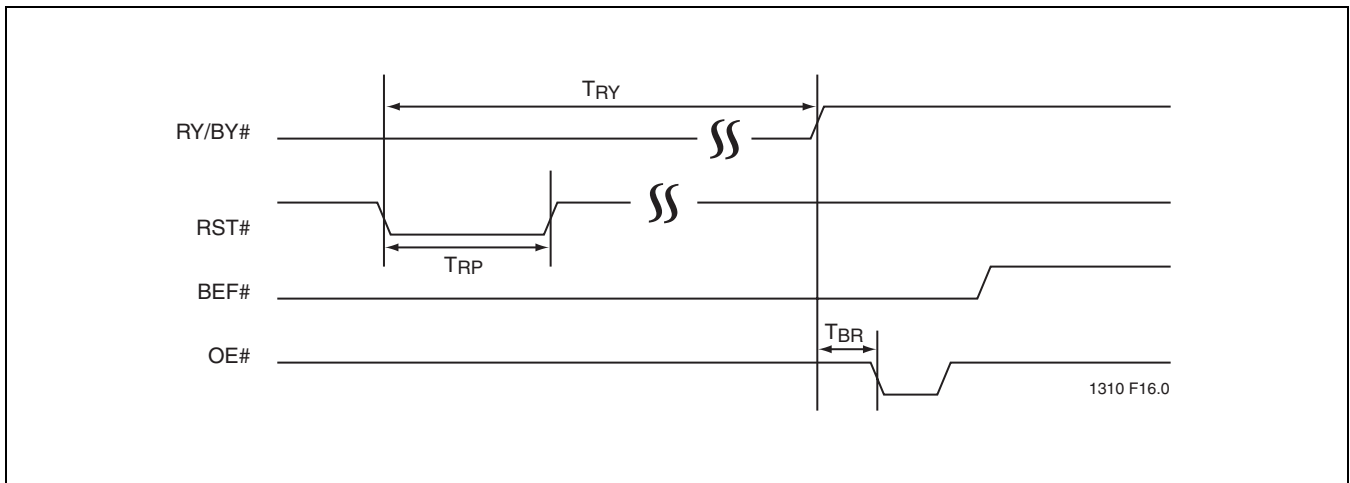 TRY
RY/BY#
RST#
TRP
BEF#
TBR
OE#
1310 F16.0